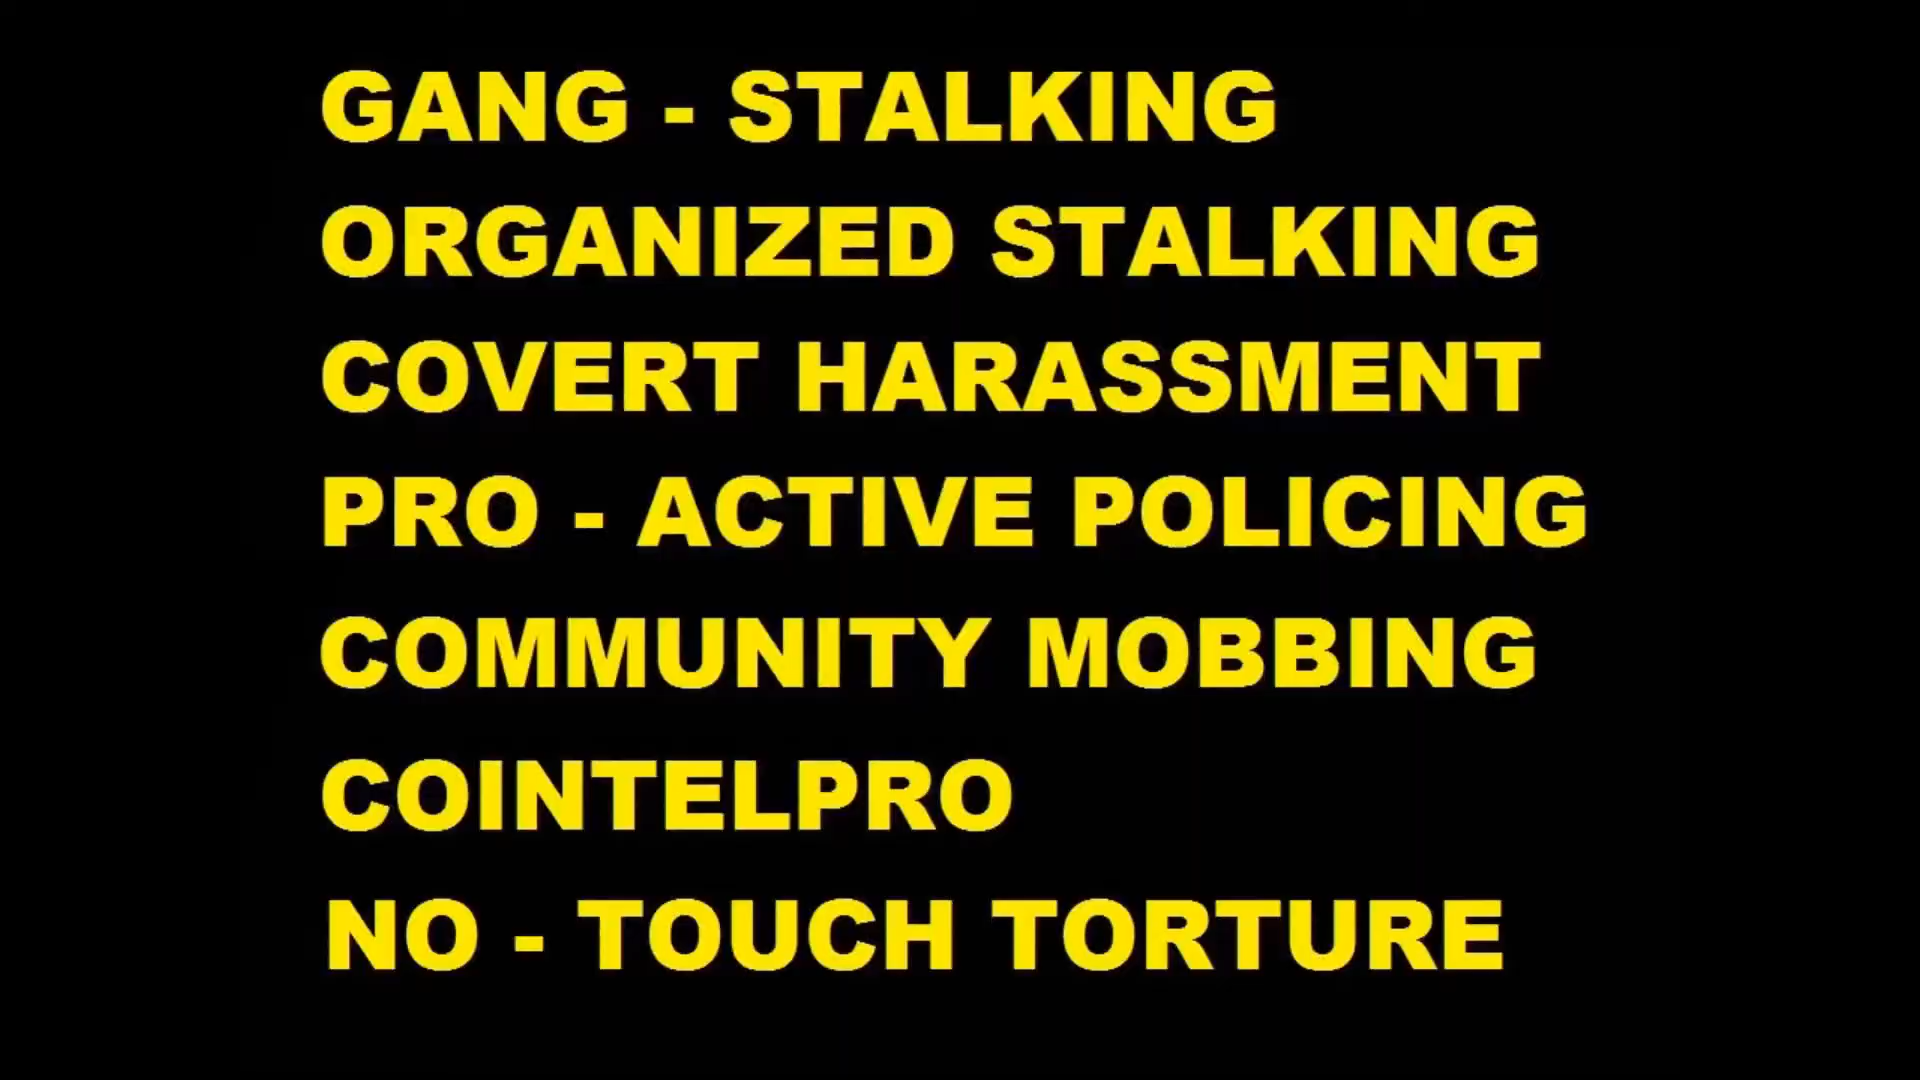 GANG - STALKING
ORGANIZED STALKING
COVERT HARASSMENT
PRO - ACTIVE POLICING
COMMUNITY MOBBING
COINTELPRO
NO - TOUCH TORTURE